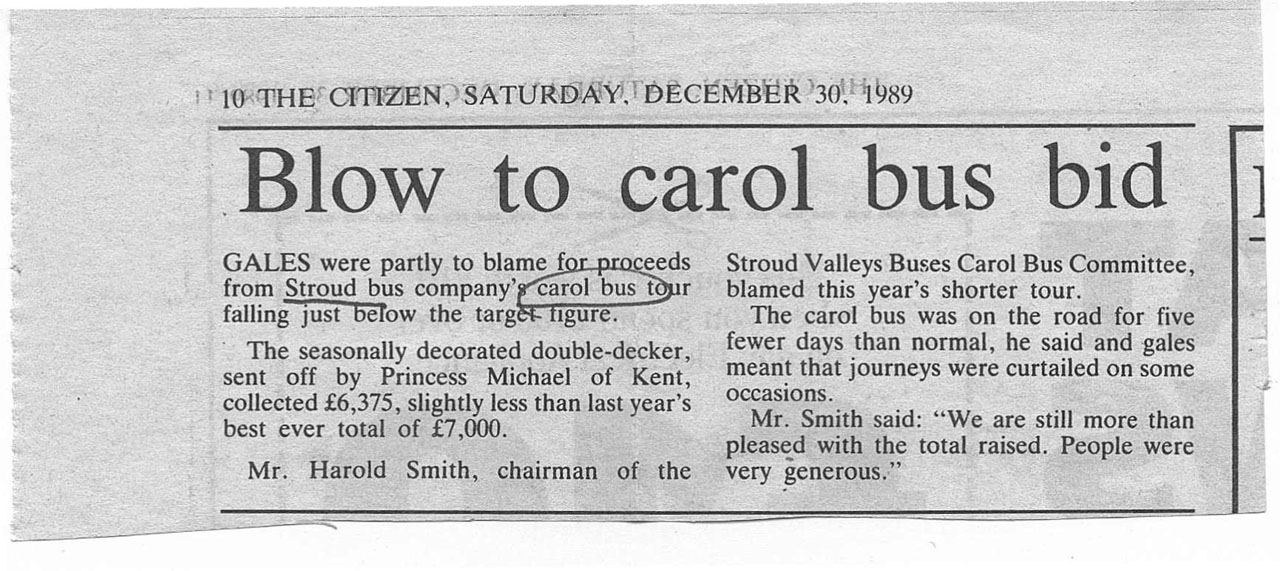 10 THE CITIZEN, SATURDAY, DECEMBER 30, 1989
Blow to carol bus bid
GALES were partly to blame for proceeds
from Stroud bus company's carol bus tour
falling just below the target figure.
The seasonally decorated double-decker,
sent off by Princess Michael of Kent,
collected £6,375, slightly less than last year's
best ever total of £7,000.
Mr. Harold Smith, chairman of the
Stroud Valleys Buses Carol Bus Committee,
blamed this year's shorter tour.
The carol bus was on the road for five
fewer days than normal, he said and gales
meant that journeys were curtailed on some
occasions.
Mr. Smith said: “We are still more than
pleased with the total raised. People were
very generous.”